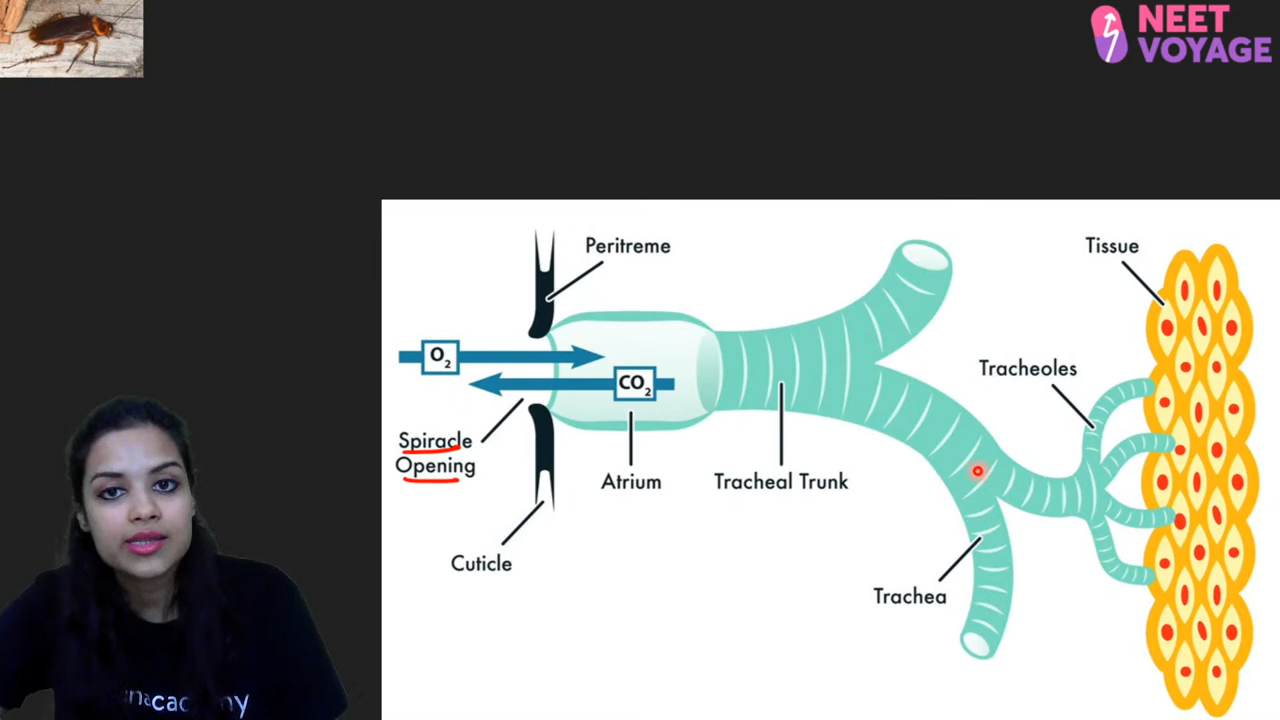 NEET
VOYAGE
Peritreme
Tissue
O2
CO2
Tracheoles
Spiracle
Opening
Atrium
Tracheal Trunk
Cuticle
Trachea